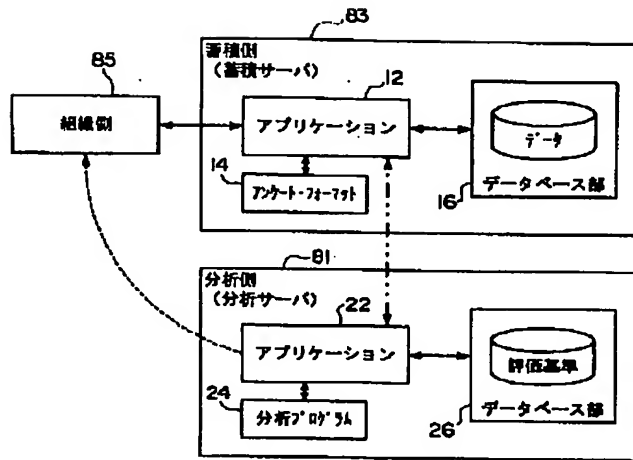 83
蓄積側
（蓄積サーバ）
85
組織側
12
アプリケーション
14
アンケート・フォーマット
データ
16
データベース部
81
分析側
（分析サーバ）
22
アプリケーション
24
分析プログラム
評価基準
26
データベース部